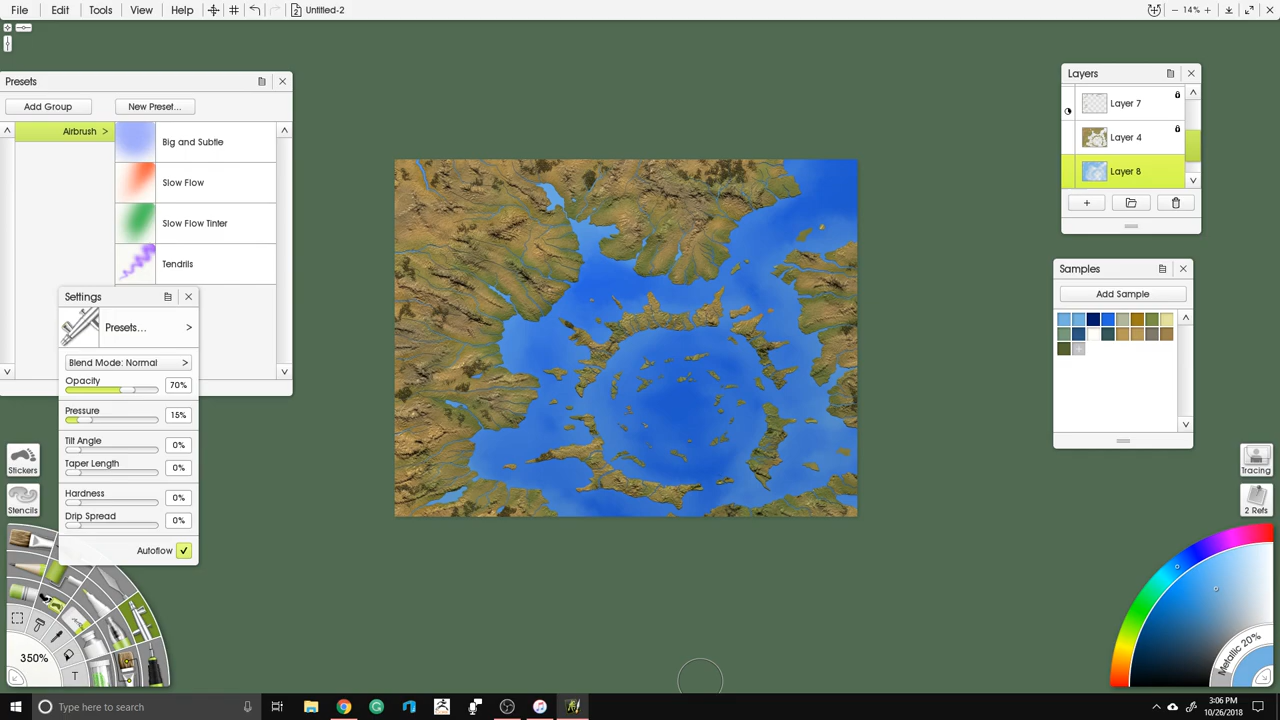 File Edit Tools View Help Untitled-2 14%
Presets
Add Group New Preset...
Airbrush >
Big and Subtle
Slow Flow
Slow Flow Tinter
Tendrils
Settings
Presets... >
Blend Mode: Normal >
Opacity 70%
Pressure 15%
Tilt Angle 0%
Taper Length 0%
Hardness 0%
Drip Spread 0%
Autoflow
Stickers
Stencils
350%
T
Layers
Layer 7
Layer 4
Layer 8
Samples
Add Sample
Tracing
2 Refs
Metallic 20%
Type here to search
3:06 PM
10/26/2018